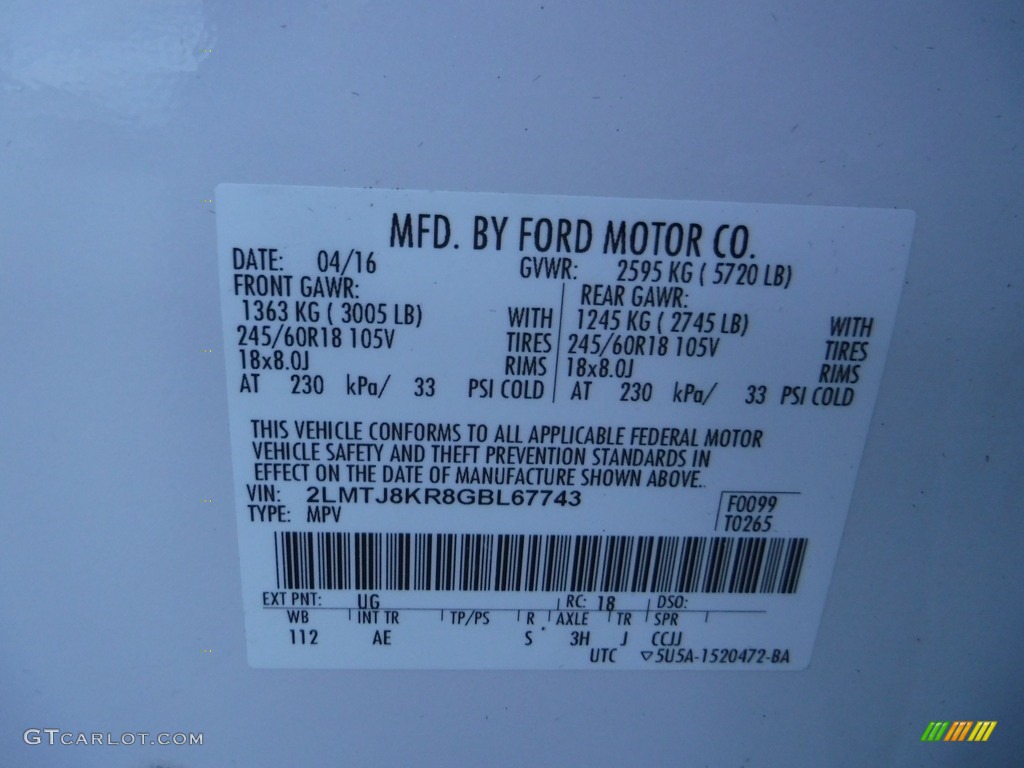 MFD. BY FORD MOTOR CO.
DATE: 04/16 GVWR: 2595 KG ( 5720 LB)
FRONT GAWR: REAR GAWR:
1363 KG ( 3005 LB) WITH 1245 KG ( 2745 LB) WITH
245/60R18 105V TIRES 245/60R18 105V TIRES
18x8.0J RIMS 18x8.0J RIMS
AT 230 kPa/ 33 PSI COLD AT 230 kPa/ 33 PSI COLD
THIS VEHICLE CONFORMS TO ALL APPLICABLE FEDERAL MOTOR
VEHICLE SAFETY AND THEFT PREVENTION STANDARDS IN
EFFECT ON THE DATE OF MANUFACTURE SHOWN ABOVE.
VIN: 2LMTJ8KR8GBL67743 F0099
TYPE: MPV T0265
EXT PNT: UG RC: 18 DSO:
WB INT TR TP/PS R AXLE TR SPR
112 AE S 3H J CCJJ
UTC ▽5U5A-1520472-BA
GTCARLOT.COM